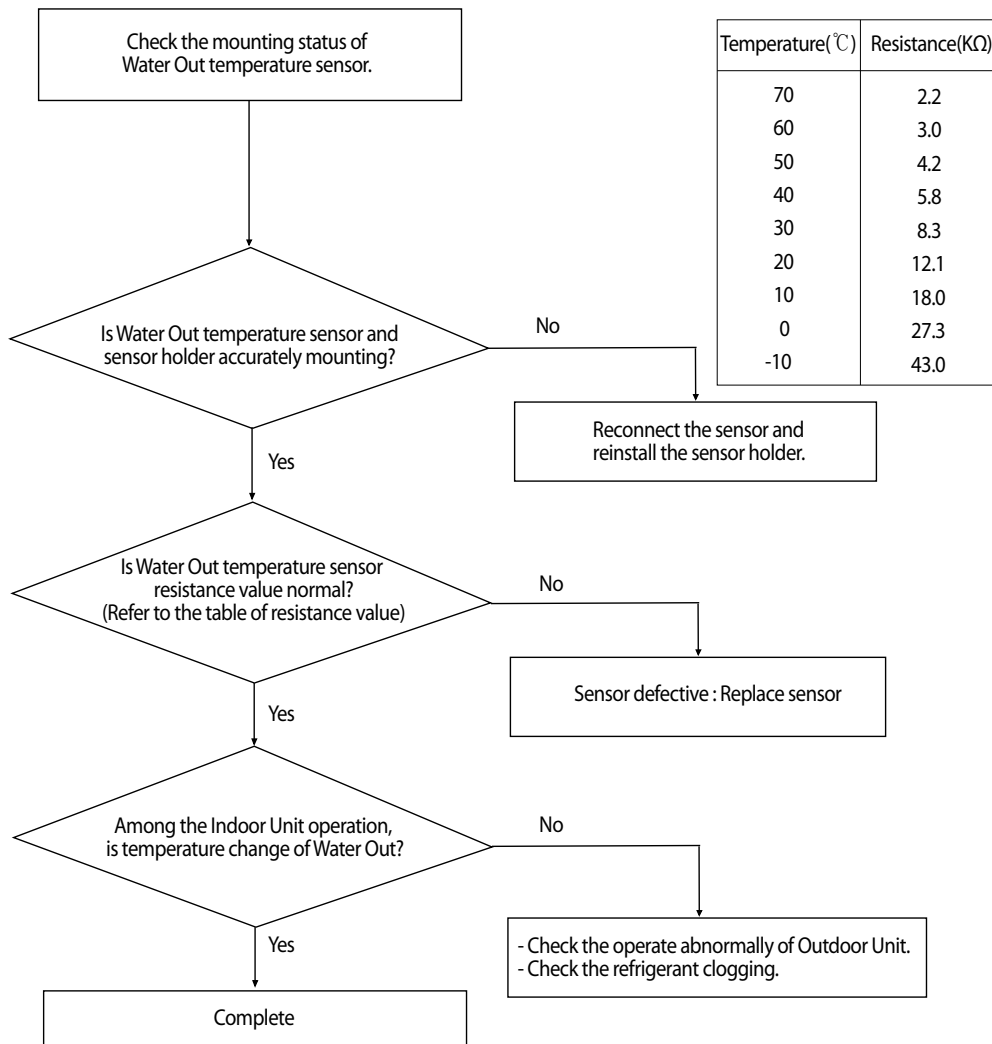 Check the mounting status of
Water Out temperature sensor.
Temperature(℃) Resistance(KΩ)
70 2.2
60 3.0
50 4.2
40 5.8
30 8.3
20 12.1
10 18.0
0 27.3
-10 43.0
Is Water Out temperature sensor and
sensor holder accurately mounting?
No
Reconnect the sensor and
reinstall the sensor holder.
Yes
Is Water Out temperature sensor
resistance value normal?
(Refer to the table of resistance value)
No
Sensor defective : Replace sensor
Yes
Among the Indoor Unit operation,
is temperature change of Water Out?
No
- Check the operate abnormally of Outdoor Unit.
- Check the refrigerant clogging.
Yes
Complete